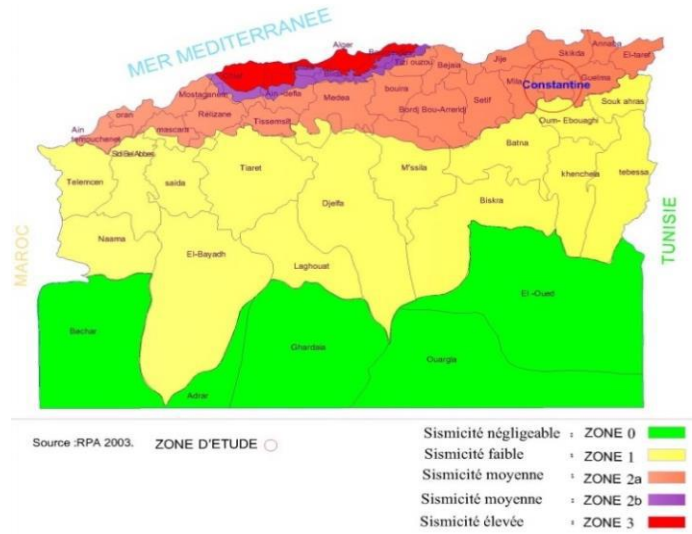 MER MEDITERRANEE
Alger
Tizi ouzou
Bejaia
Jije
Skikda
Annaba
El-taref
Mila
Constantine
Guelma
Souk ahras
Mostaganem
Ain-defla
Medea
bouira
Bordj Bou-Arreridj
Setif
oran
Relizane
Tissemsilt
Oum- Ebouaghi
Ain
temouchenet
mascara
Sidi Bel Abbes
Telemcen
saida
Tiaret
Djelfa
M'ssila
Batna
khenchela
tebessa
Biskra
MAROC
TUNISIE
Naama
El-Bayadh
Laghouat
El -Oued
Bechar
Ghardaia
Ouargla
Adrar
Source :RPA 2003.
ZONE D'ETUDE
Sismicité négligeable : ZONE 0
Sismicité faible : ZONE 1
Sismicité moyenne : ZONE 2a
Sismicité moyenne : ZONE 2b
Sismicité élevée : ZONE 3